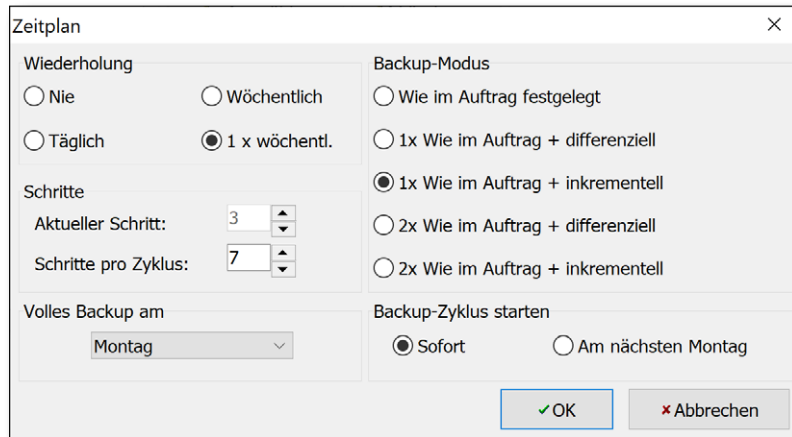 Zeitplan
Wiederholung
Nie
Wöchentlich
Täglich
1 x wöchentl.
Schritte
Aktueller Schritt:
3
Schritte pro Zyklus:
7
Volles Backup am
Montag
Backup-Modus
Wie im Auftrag festgelegt
1x Wie im Auftrag + differenziell
1x Wie im Auftrag + inkrementell
2x Wie im Auftrag + differenziell
2x Wie im Auftrag + inkrementell
Backup-Zyklus starten
Sofort
Am nächsten Montag
OK
Abbrechen